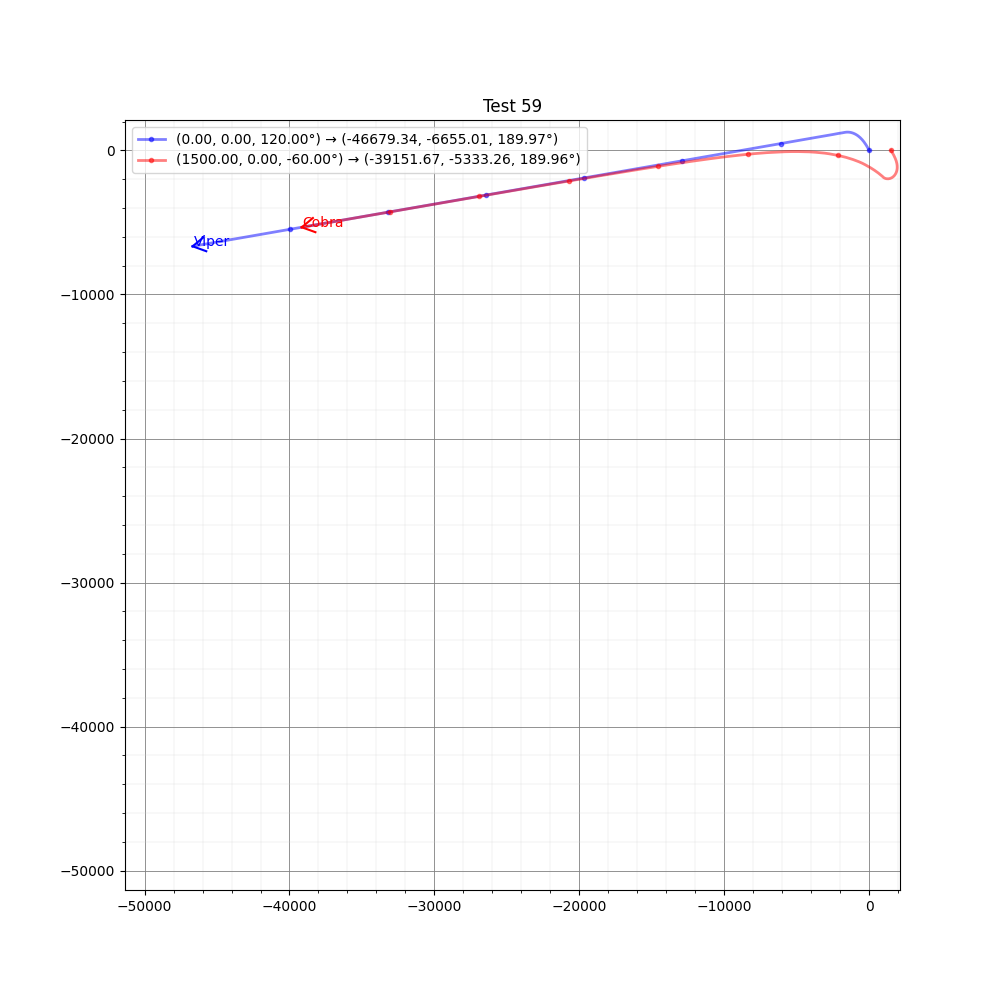 Test 59
(0.00, 0.00, 120.00°) → (-46679.34, -6655.01, 189.97°)
(1500.00, 0.00, -60.00°) → (-39151.67, -5333.26, 189.96°)
Cobra
Viper
0
−10000
−20000
−30000
−40000
−50000
−50000 −40000 −30000 −20000 −10000 0